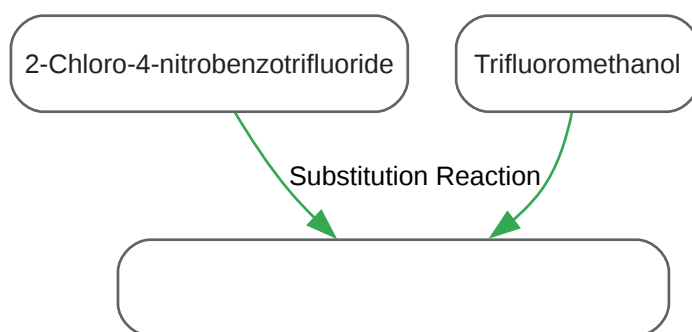 2-Chloro-4-nitrobenzotrifluoride
Trifluoromethanol
Substitution Reaction